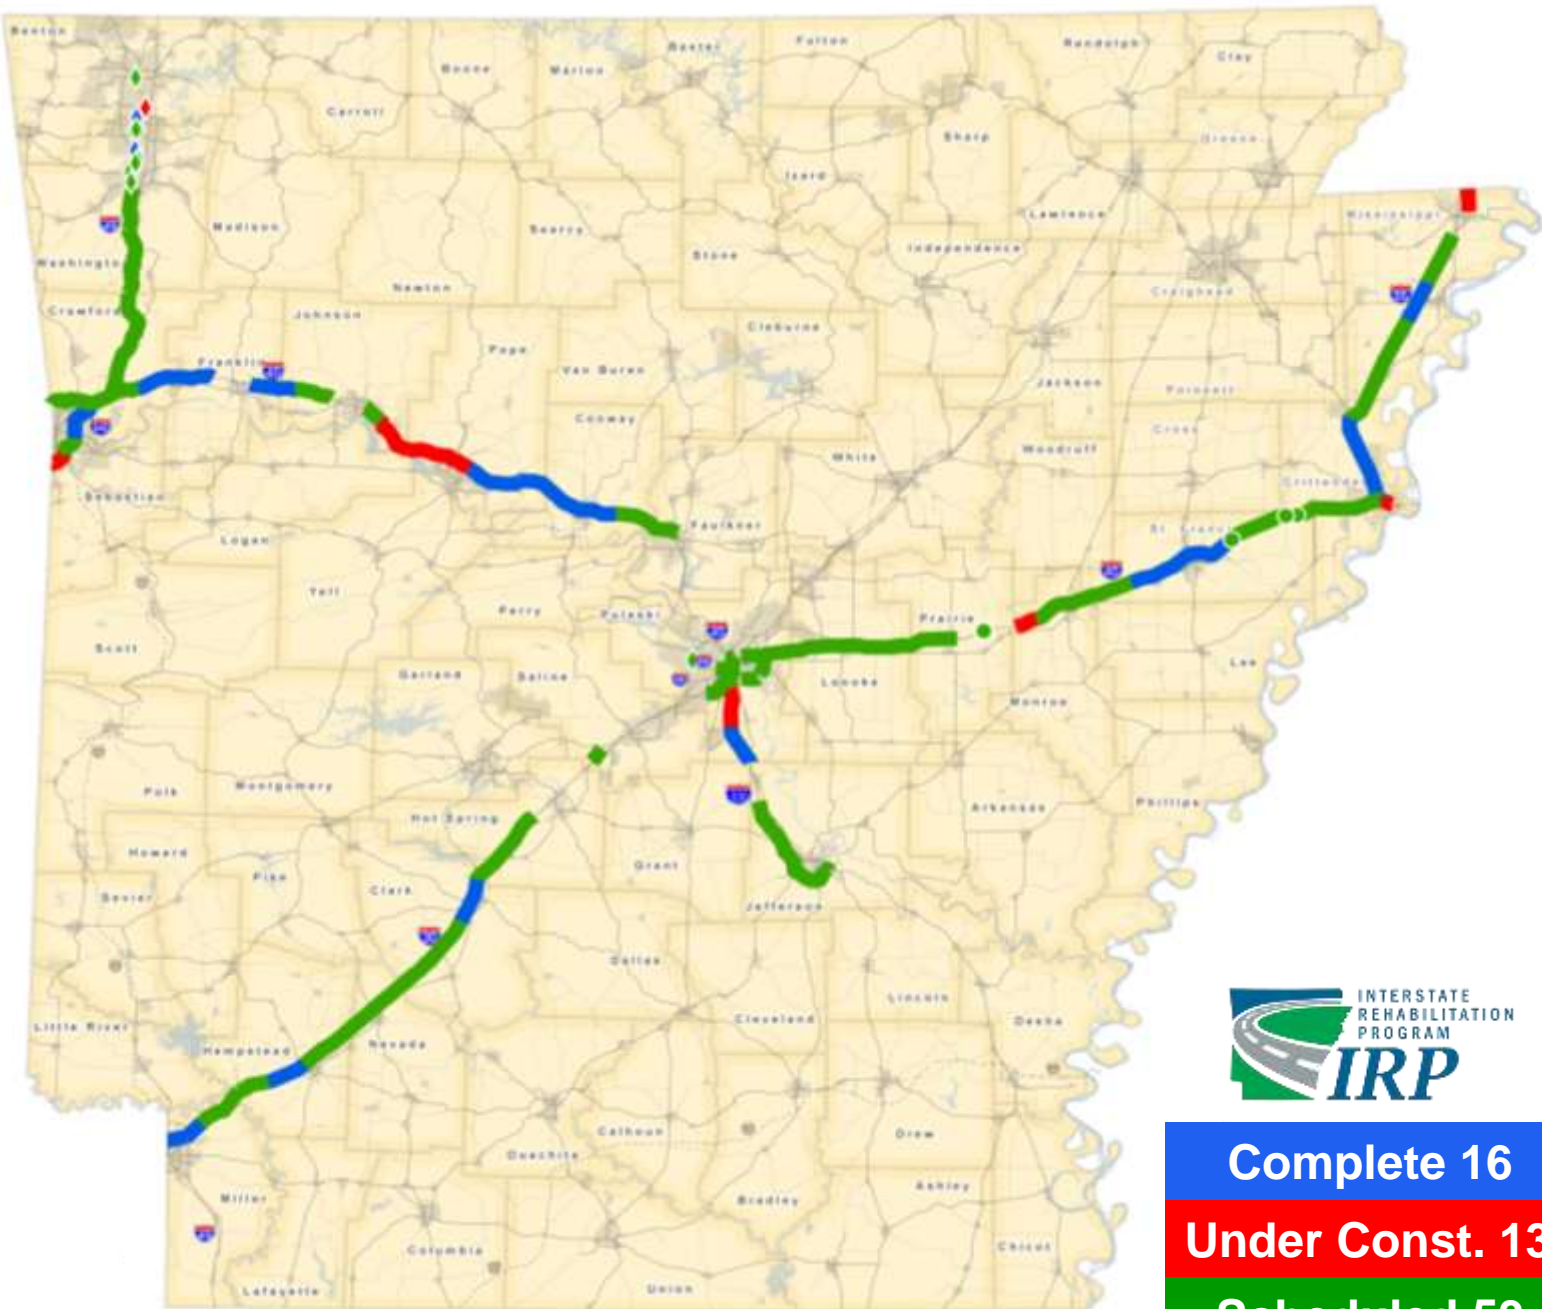 Benton
Boone
Marion
Baxter
Fulton
Randolph
Clay
Carroll
Sharp
Greene
Izard
Madison
Searcy
Stone
Independence
Lawrence
Mississippi
Washington
Newton
Craighead
Crawford
Johnson
Cleburne
Franklin
Pope
Van Buren
Jackson
Poinsett
Conway
Cross
White
Woodruff
Crittenden
Sebastian
Faulkner
St. Francis
Logan
Yell
Perry
Pulaski
Prairie
Scott
Garland
Saline
Lonoke
Lee
Monroe
Polk
Montgomery
Hot Spring
Arkansas
Phillips
Howard
Pike
Clark
Grant
Sevier
Jefferson
Dallas
Lincoln
Little River
Cleveland
Desha
Hempstead
Nevada
Calhoun
Drew
Ouachita
Miller
Bradley
Ashley
Columbia
Chicot
Lafayette
Union
INTERSTATE
REHABILITATION
PROGRAM
IRP
Complete 16
Under Const. 13